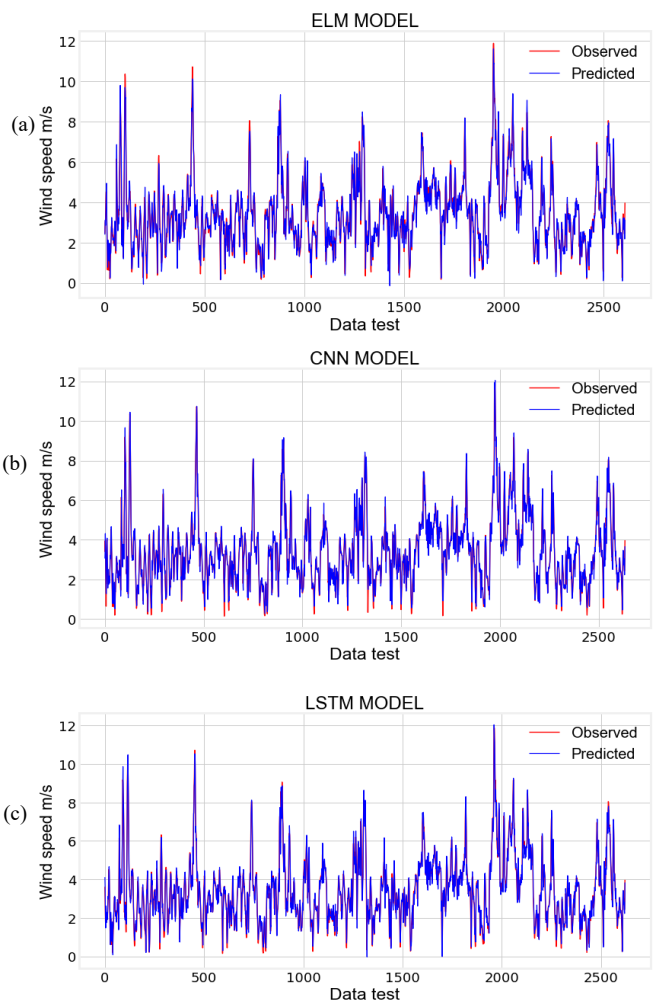 ELM MODEL
(a)
Wind speed m/s
12
10
8
6
4
2
0
Observed
Predicted
0 500 1000 1500 2000 2500
Data test
CNN MODEL
(b)
Wind speed m/s
12
10
8
6
4
2
0
Observed
Predicted
0 500 1000 1500 2000 2500
Data test
LSTM MODEL
(c)
Wind speed m/s
12
10
8
6
4
2
0
Observed
Predicted
0 500 1000 1500 2000 2500
Data test